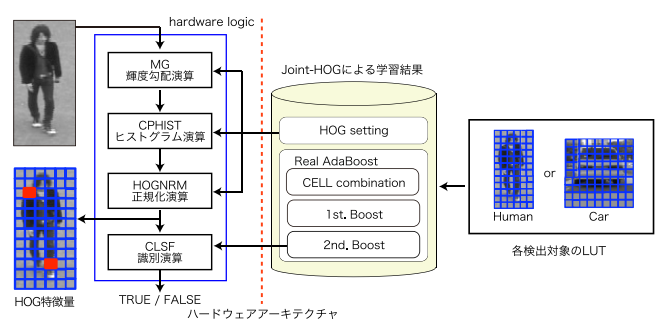 hardware logic
MG
輝度勾配演算
CPHIST
ヒストグラム演算
HOGNRM
正規化演算
CLSF
識別演算
TRUE / FALSE
HOG特徴量
ハードウェアアーキテクチャ
Joint-HOGによる学習結果
HOG setting
Real AdaBoost
CELL combination
1st. Boost
2nd. Boost
Human
or
Car
各検出対象のLUT